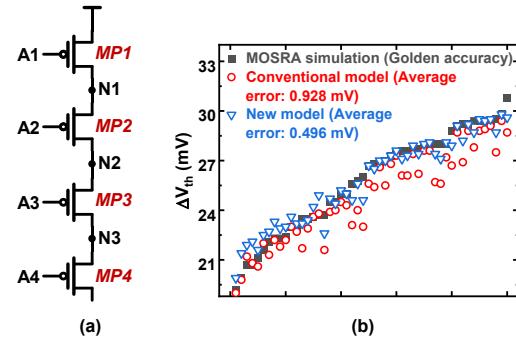 A1
MP1
N1
A2
MP2
N2
A3
MP3
N3
A4
MP4
(a)
MOSRA simulation (Golden accuracy)
Conventional model (Average
error: 0.928 mV)
New model (Average
error: 0.496 mV)
33
30
27
24
21
ΔVth (mV)
(b)